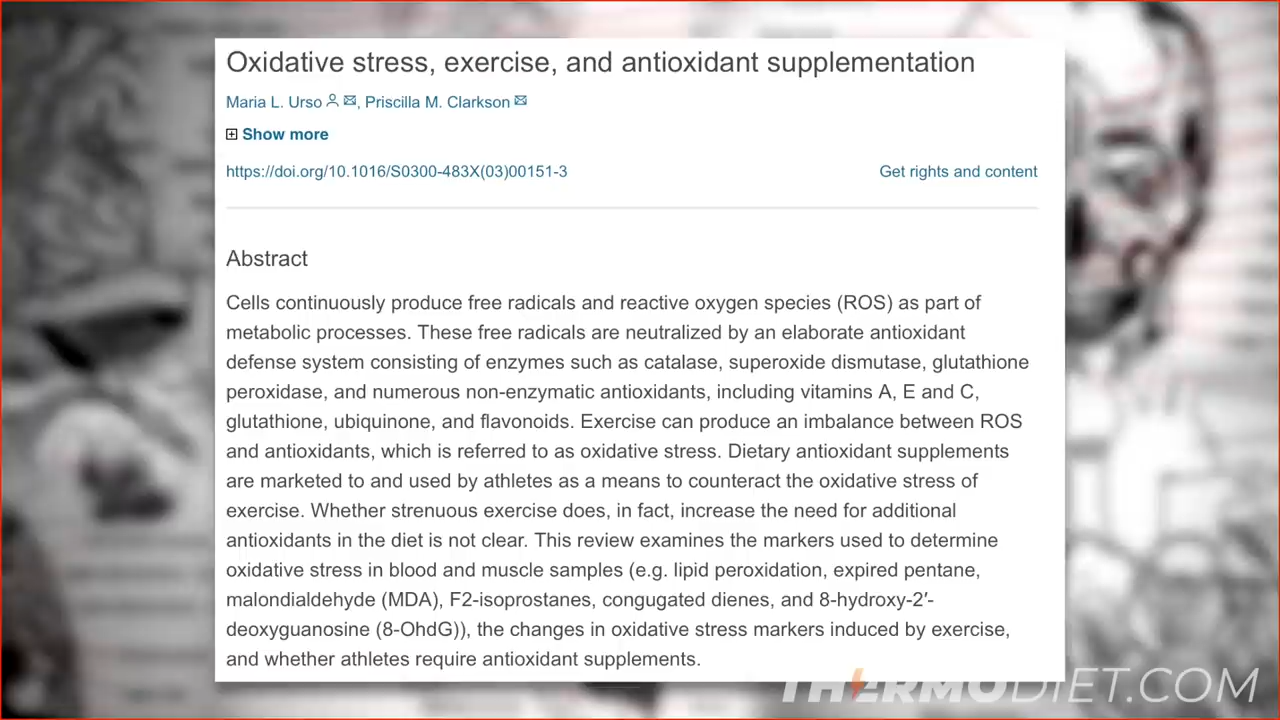 Oxidative stress, exercise, and antioxidant supplementation
Maria L. Urso, Priscilla M. Clarkson
Show more
https://doi.org/10.1016/S0300-483X(03)00151-3 Get rights and content
Abstract
Cells continuously produce free radicals and reactive oxygen species (ROS) as part of
metabolic processes. These free radicals are neutralized by an elaborate antioxidant
defense system consisting of enzymes such as catalase, superoxide dismutase, glutathione
peroxidase, and numerous non-enzymatic antioxidants, including vitamins A, E and C,
glutathione, ubiquinone, and flavonoids. Exercise can produce an imbalance between ROS
and antioxidants, which is referred to as oxidative stress. Dietary antioxidant supplements
are marketed to and used by athletes as a means to counteract the oxidative stress of
exercise. Whether strenuous exercise does, in fact, increase the need for additional
antioxidants in the diet is not clear. This review examines the markers used to determine
oxidative stress in blood and muscle samples (e.g. lipid peroxidation, expired pentane,
malondialdehyde (MDA), F2-isoprostanes, congugated dienes, and 8-hydroxy-2′-
deoxyguanosine (8-OhdG)), the changes in oxidative stress markers induced by exercise,
and whether athletes require antioxidant supplements.
THERMODIET.COM